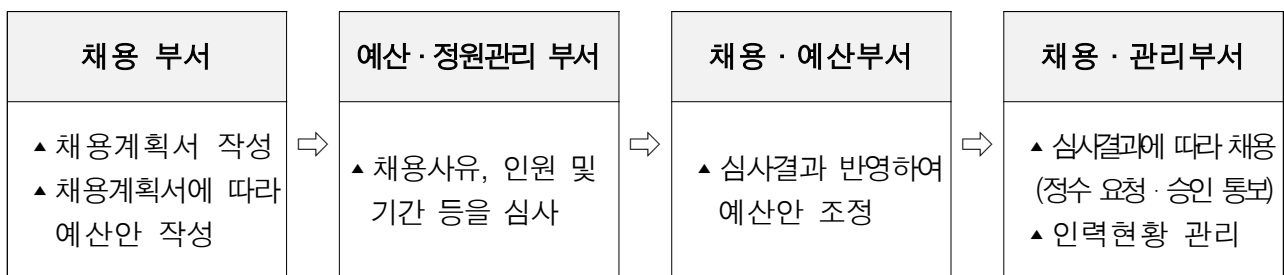 채용 부서
▲ 채용계획서 작성
▲ 채용계획서에 따라
예산안 작성
⇨
예산·정원관리 부서
▲ 채용사유, 인원 및
기간 등을 심사
⇨
채용·예산부서
▲ 심사결과 반영하여
예산안 조정
⇨
채용·관리부서
▲ 심사결과에 따라 채용
(정수 요청·승인 통보)
▲ 인력현황 관리